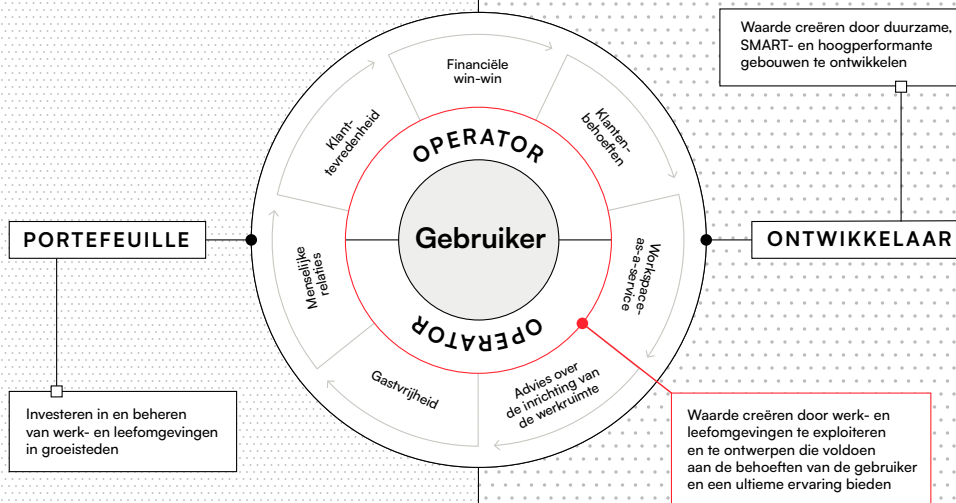 Waarde creëren door duurzame,
SMART- en hoogperformante
gebouwen te ontwikkelen
Financiële
win-win
Klant-
tevredenheid
Klanten-
behoeften
OPERATOR
PORTEFEUILLE
Gebruiker
ONTWIKKELAAR
Menselijke
relaties
Workspace-
as-a-service
OPERATOR
Gastvrijheid
Advies over
de inrichting van
de werkruimte
Investeren in en beheren
van werk- en leefomgevingen
in groeisteden
Waarde creëren door werk- en
leefomgevingen te exploiteren
en te ontwerpen die voldoen
aan de behoeften van de gebruiker
en een ultieme ervaring bieden